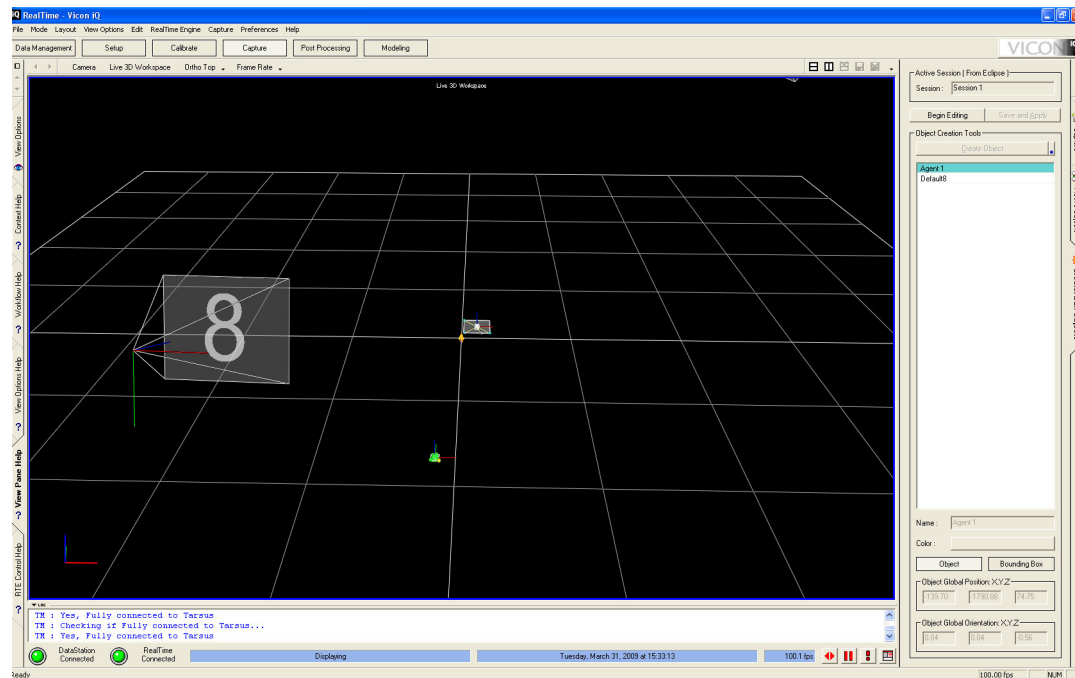 iQ RealTime - Vicon iQ
File Mode Layout View Options Edit RealTime Engine Capture Preferences Help
Data Management Setup Calibrate Capture Post Processing Modeling
VICON
Camera Live 3D Workspace Ortho Top Frame Rate
Live 3D Workspace
View Options
Context Help
?
Workflow Help
?
View Options Help
?
View Pane Help
?
RTE Control Help
?
8
Active Session ( From Eclipse )
Session : Session 1
Begin Editing Save and Apply
Object Creation Tools
Create Object
Agent 1
Default8
Name : Agent 1
Color :
Object Bounding Box
Object Global Position: X,Y,Z
-139.70 -1790.88 74.75
Object Global Orientation: X,Y,Z
0.04 0.04 -0.56
TM : Yes, Fully connected to Tarsus
TM : Checking if Fully connected to Tarsus...
TM : Yes, Fully connected to Tarsus
DataStation Connected
RealTime Connected
Displaying
Tuesday, March 31, 2009 at 15:33:13
100.1 fps
Ready
100.00 fps NUM